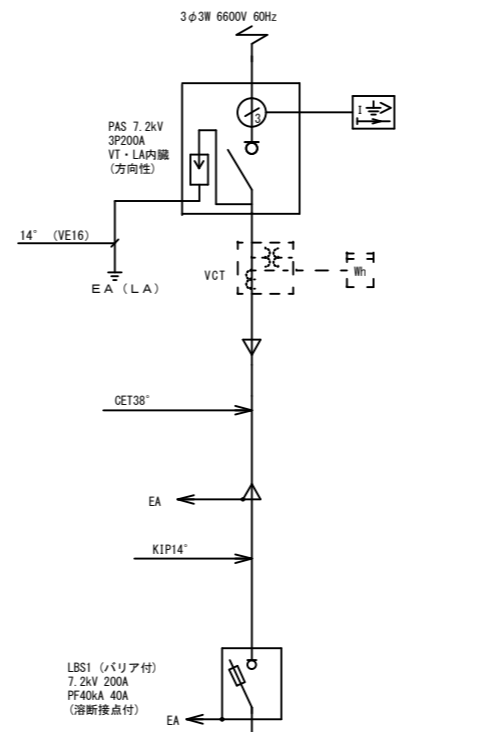 3φ3W 6600V 60Hz
3
I
PAS 7.2kV
3P200A
VT・LA内臓
(方向性)
14°　(VE16)
EA(LA)
VCT
Wh
CET38°
EA
KIP14°
LBS1 (バリア付)
7.2kV 200A
PF40kA 40A
(溶断接点付)
EA